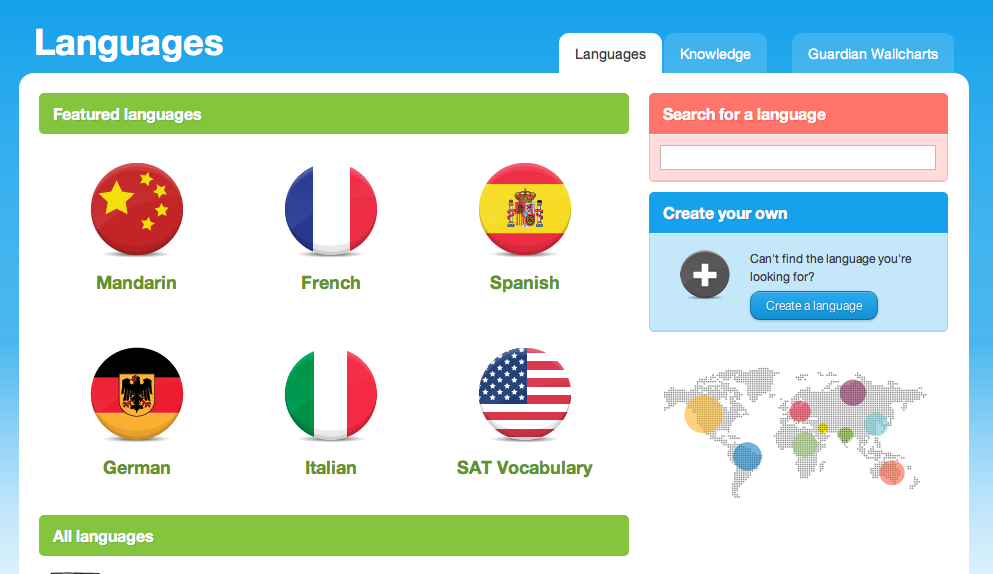 Languages
Languages
Knowledge
Guardian Wallcharts
Featured languages
Mandarin
French
Spanish
German
Italian
SAT Vocabulary
All languages
Search for a language
Create your own
Can't find the language you're
looking for?
Create a language